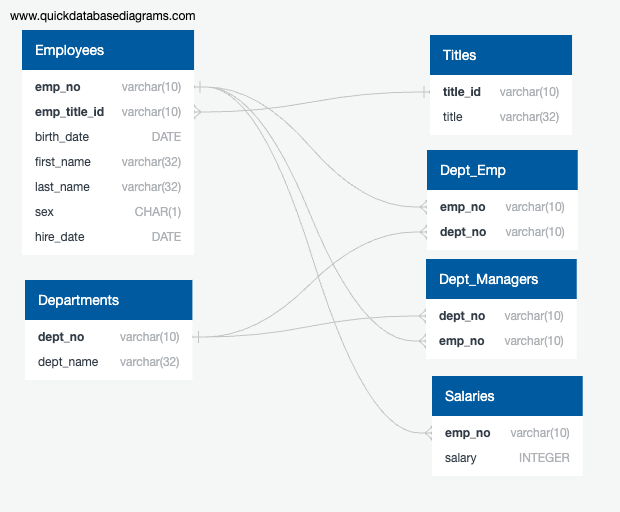 www.quickdatabasediagrams.com
Employees
emp_no varchar(10)
emp_title_id varchar(10)
birth_date DATE
first_name varchar(32)
last_name varchar(32)
sex CHAR(1)
hire_date DATE
Departments
dept_no varchar(10)
dept_name varchar(32)
Titles
title_id varchar(10)
title varchar(32)
Dept_Emp
emp_no varchar(10)
dept_no varchar(10)
Dept_Managers
dept_no varchar(10)
emp_no varchar(10)
Salaries
emp_no varchar(10)
salary INTEGER